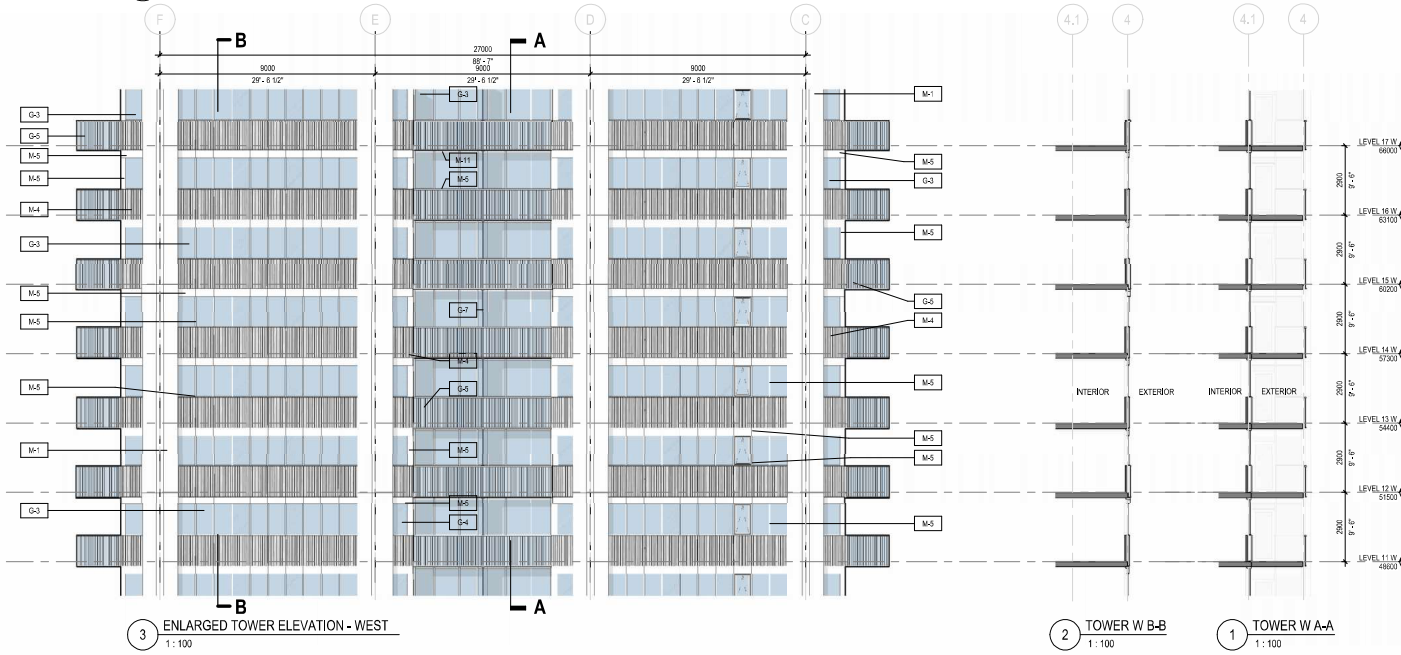 F
E
D
C
4.1
4
4.1
4
B
A
27000
88' - 7"
9000
9000
9000
29' - 6 1/2"
29' - 6 1/2"
29' - 6 1/2"
G-3
G-5
M-5
M-5
M-4
G-3
M-5
M-5
M-5
M-1
G-3
G-3
M-11
M-5
G-7
M-4
G-5
M-5
M-5
G-4
M-1
M-5
G-3
M-5
G-5
M-4
M-5
M-5
M-5
M-5
INTERIOR
EXTERIOR
INTERIOR
EXTERIOR
LEVEL 17 W
66000
2900
9' - 6"
LEVEL 16 W
63100
2900
9' - 6"
LEVEL 15 W
60200
2900
9' - 6"
LEVEL 14 W
57300
2900
9' - 6"
LEVEL 13 W
54400
2900
9' - 6"
LEVEL 12 W
51500
2900
9' - 6"
LEVEL 11 W
48600
B
A
3
ENLARGED TOWER ELEVATION - WEST
1 : 100
2
TOWER W B-B
1 : 100
1
TOWER W A-A
1 : 100